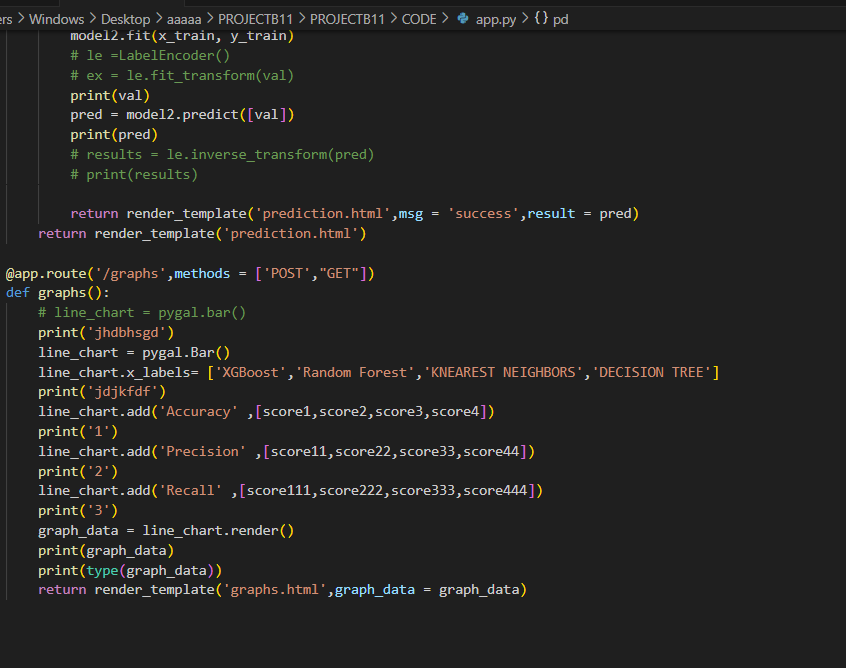 ers > Windows > Desktop > aaaaa > PROJECTB11 > PROJECTB11 > CODE > app.py > {} pd
model2.fit(x_train, y_train)
# le =LabelEncoder()
# ex = le.fit_transform(val)
print(val)
pred = model2.predict([val])
print(pred)
# results = le.inverse_transform(pred)
# print(results)
return render_template('prediction.html',msg = 'success',result = pred)
return render_template('prediction.html')
@app.route('/graphs',methods = ['POST',"GET"])
def graphs():
# line_chart = pygal.bar()
print('jhdbhsgd')
line_chart = pygal.Bar()
line_chart.x_labels= ['XGBoost','Random Forest','KNEAREST NEIGHBORS','DECISION TREE']
print('jdjkfdf')
line_chart.add('Accuracy' ,[score1,score2,score3,score4])
print('1')
line_chart.add('Precision' ,[score11,score22,score33,score44])
print('2')
line_chart.add('Recall' ,[score111,score222,score333,score444])
print('3')
graph_data = line_chart.render()
print(graph_data)
print(type(graph_data))
return render_template('graphs.html',graph_data = graph_data)